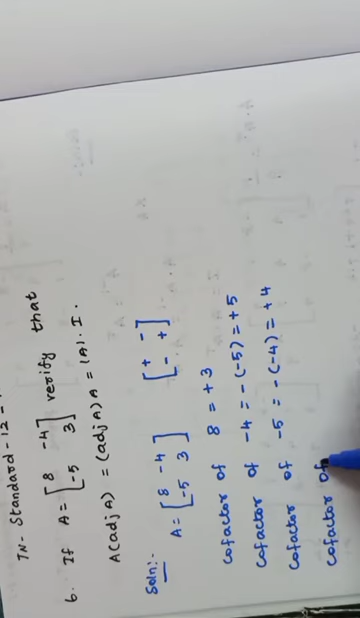 TN- Standard - 12 -
6. If A = [8 -4 -5 3] verify that
A(adj A) = (adj A) A = |A|. I.
Soln:-
A = [8 -4 -5 3] [+ - - +]
Cofactor of 8 = +3
Cofactor of -4 = -(-5) = +5
Cofactor of -5 = -(-4) = +4
Cofactor of